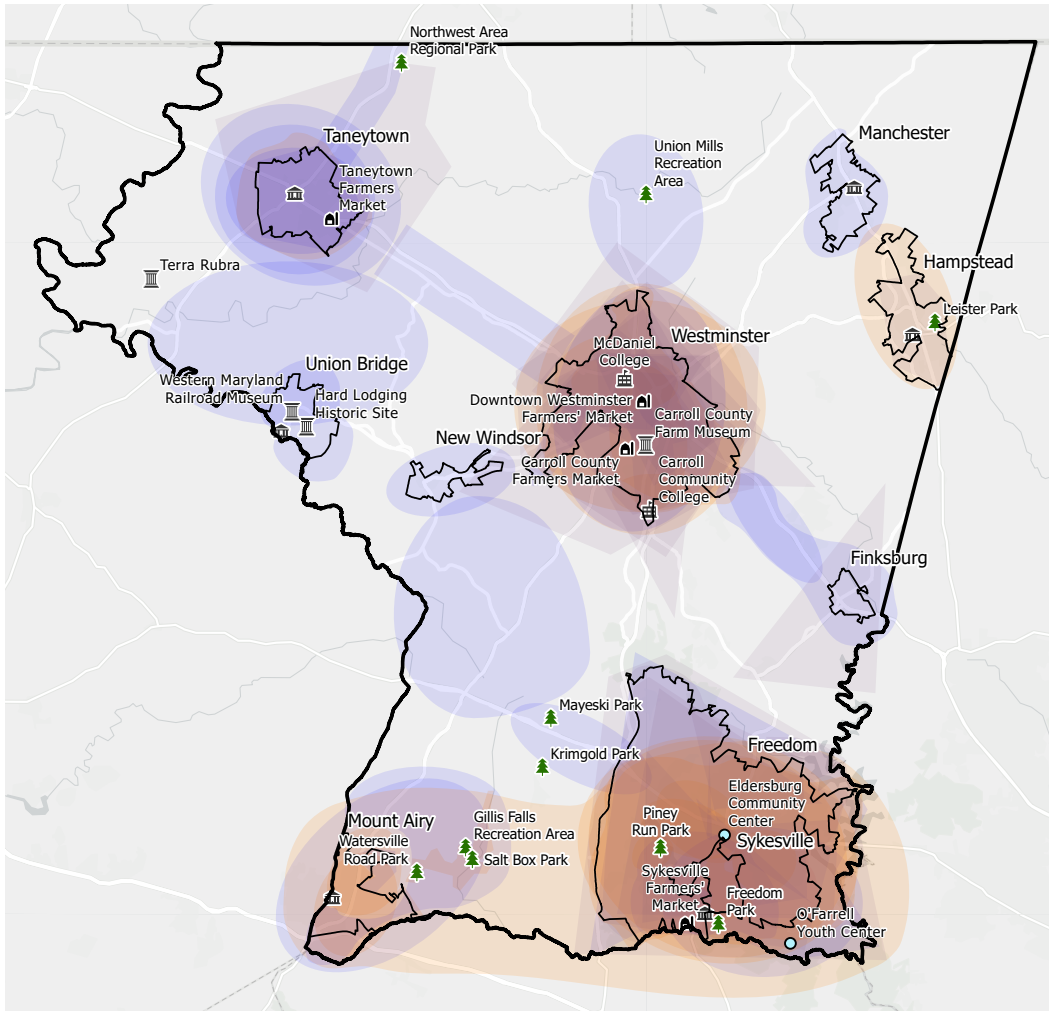 Northwest Area
Regional Park
Taneytown
Taneytown
Farmers
Market
Union Mills
Recreation
Area
Manchester
Terra Rubra
Hampstead
Leister Park
Westminster
McDaniel
College
Union Bridge
Western Maryland
Railroad Museum
Hard Lodging
Historic Site
Downtown Westminster
Farmers' Market
Carroll County
Farm Museum
New Windsor
Carroll County
Farmers Market
Carroll
Community
College
Finksburg
Mayeski Park
Krimgold Park
Freedom
Eldersburg
Community
Center
Piney
Run Park
Sykesville
Mount Airy
Gillis Falls
Recreation Area
Watersville
Road Park
Salt Box Park
Sykesville
Farmers'
Market
Freedom
Park
O'Farrell
Youth Center